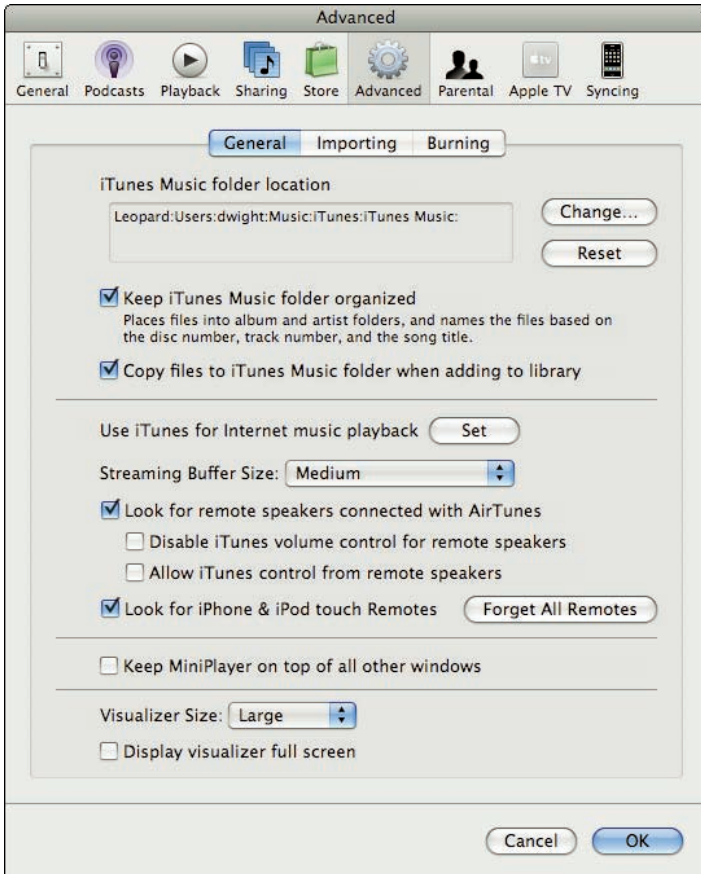 Advanced
General Podcasts Playback Sharing Store Advanced Parental Apple TV Syncing
General Importing Burning
iTunes Music folder location
Leopard:Users:dwight:Music:iTunes:iTunes Music:
Change...
Reset
Keep iTunes Music folder organized
Places files into album and artist folders, and names the files based on
the disc number, track number, and the song title.
Copy files to iTunes Music folder when adding to library
Use iTunes for Internet music playback Set
Streaming Buffer Size: Medium
Look for remote speakers connected with AirTunes
Disable iTunes volume control for remote speakers
Allow iTunes control from remote speakers
Look for iPhone & iPod touch Remotes Forget All Remotes
Keep MiniPlayer on top of all other windows
Visualizer Size: Large
Display visualizer full screen
Cancel OK